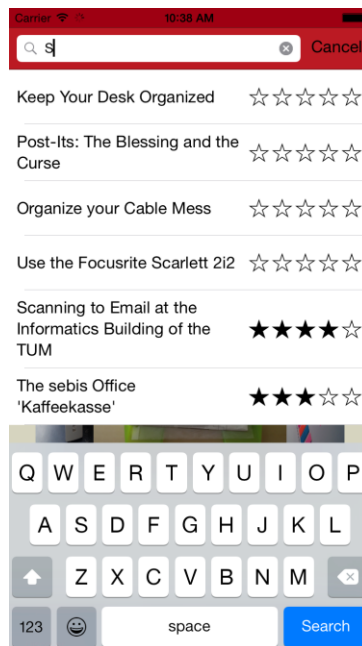 Carrier 10:38 AM
S Cancel
Keep Your Desk Organized
Post-Its: The Blessing and the
Curse
Organize your Cable Mess
Use the Focusrite Scarlett 2i2
Scanning to Email at the
Informatics Building of the
TUM
The sebis Office
'Kaffeekasse'
Q W E R T Y U I O P
A S D F G H J K L
Z X C V B N M
123 space Search